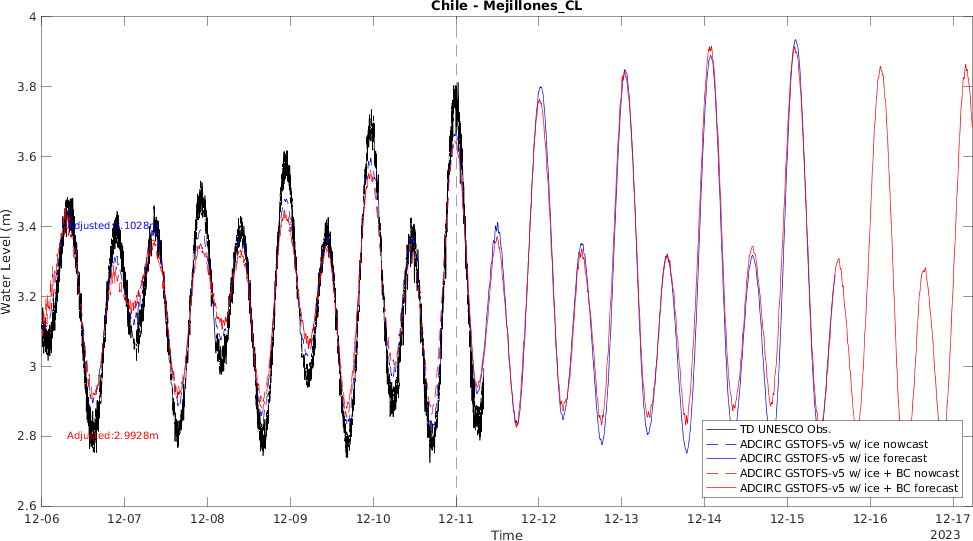 Chile - Mejillones_CL
4
3.8
3.6
3.4
3.2
3
2.8
2.6
Water Level (m)
Adjusted:2.9928m
TD UNESCO Obs.
ADCIRC GSTOFS-v5 w/ ice nowcast
ADCIRC GSTOFS-v5 w/ ice forecast
ADCIRC GSTOFS-v5 w/ ice + BC nowcast
ADCIRC GSTOFS-v5 w/ ice + BC forecast
12-06 12-07 12-08 12-09 12-10 12-11 12-12 12-13 12-14 12-15 12-16 12-17
Time
2023